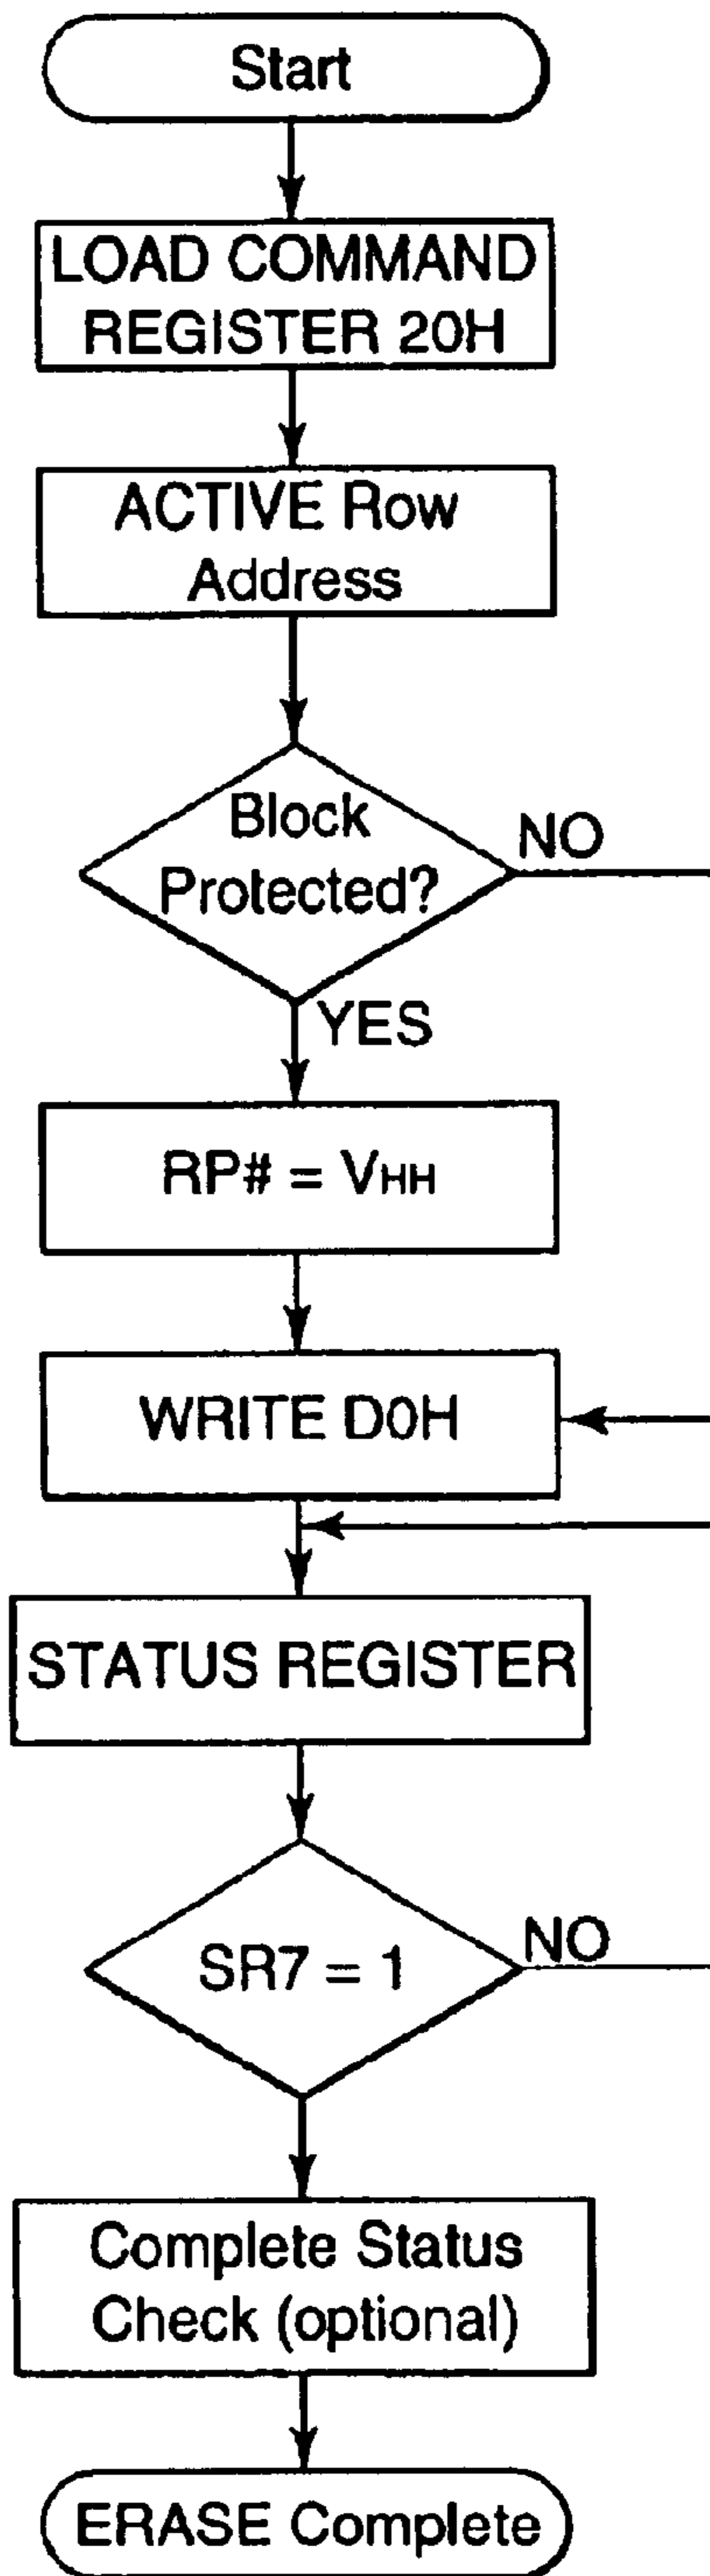 Start
LOAD COMMAND
REGISTER 20H
ACTIVE Row
Address
Block
Protected?
NO
YES
RP# = VHH
WRITE D0H
STATUS REGISTER
SR7 = 1
NO
Complete Status
Check (optional)
ERASE Complete